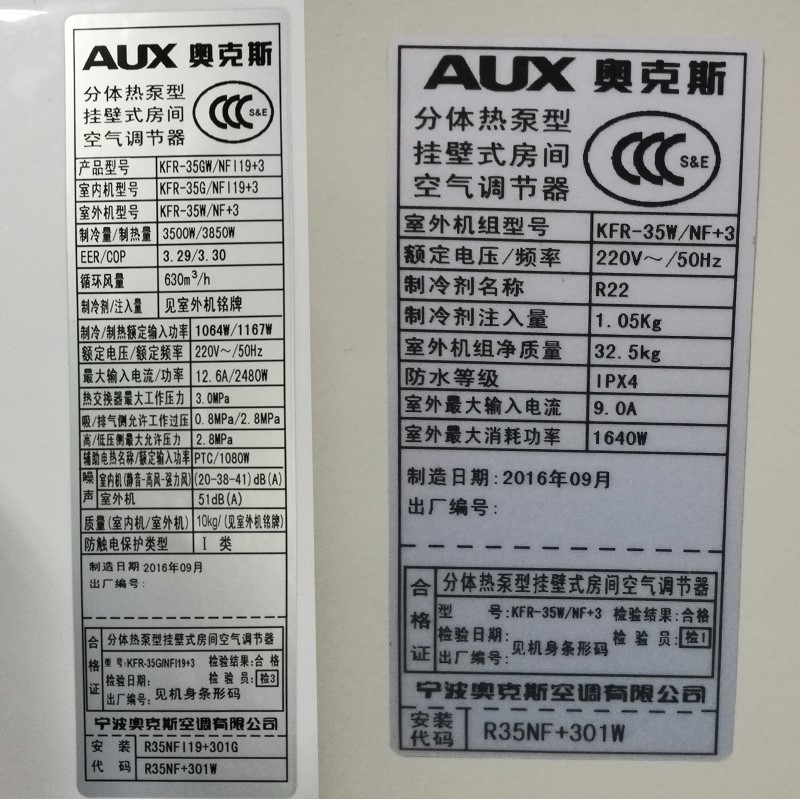 AUX 奥克斯
分体热泵型
挂壁式房间
空气调节器
S&E
产品型号 KFR-35GW/NFI19+3
室内机型号 KFR-35G/NFI19+3
室外机型号 KFR-35W/NF+3
制冷量/制热量 3500W/3850W
EER/COP 3.29/3.30
循环风量 630m³/h
制冷剂/注入量 见室外机铭牌
制冷/制热额定输入功率 1064W/1167W
额定电压/额定频率 220V～/50Hz
最大输入电流/功率 12.6A/2480W
热交换器最大工作压力 3.0MPa
吸/排气侧允许工作过压 0.8MPa/2.8MPa
高/低压侧最大允许压力 2.8MPa
辅助电热名称/额定输入功率 PTC/1080W
噪声 室内机(静音-高风-强力风) (20-38-41)dB(A)
室外机 51dB(A)
质量(室内机/室外机) 10kg/(见室外机铭牌)
防触电保护类型 I 类
制造日期:2016年09月
出厂编号:
合格证
分体热泵型挂壁式房间空气调节器
型 号:KFR-35G/NFI19+3 检验结果:合 格
检验日期: 检 验 员:检3
出厂编号:见机身条形码
宁波奥克斯空调有限公司
安装代码 R35NFI19+301G
R35NF+301W
AUX 奥克斯
分体热泵型
挂壁式房间
空气调节器
S&E
室外机组型号 KFR-35W/NF+3
额定电压/频率 220V～/50Hz
制冷剂名称 R22
制冷剂注入量 1.05Kg
室外机组净质量 32.5kg
防水等级 IPX4
室外最大输入电流 9.0A
室外最大消耗功率 1640W
制造日期:2016年09月
出厂编号:
合格证
分体热泵型挂壁式房间空气调节器
型 号:KFR-35W/NF+3 检验结果:合格
检验日期: 检 验 员:检1
出厂编号:见机身条形码
宁波奥克斯空调有限公司
安装代码 R35NF+301W